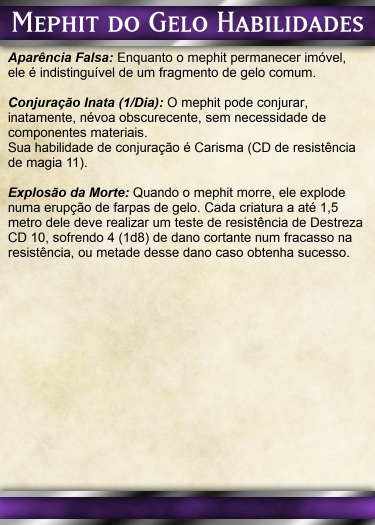 Mephit do Gelo Habilidades
Aparência Falsa: Enquanto o mephit permanecer imóvel,
ele é indistinguível de um fragmento de gelo comum.
Conjuração Inata (1/Dia): O mephit pode conjurar,
inatamente, névoa obscurecente, sem necessidade de
componentes materiais.
Sua habilidade de conjuração é Carisma (CD de resistência
de magia 11).
Explosão da Morte: Quando o mephit morre, ele explode
numa erupção de farpas de gelo. Cada criatura a até 1,5
metro dele deve realizar um teste de resistência de Destreza
CD 10, sofrendo 4 (1d8) de dano cortante num fracasso na
resistência, ou metade desse dano caso obtenha sucesso.